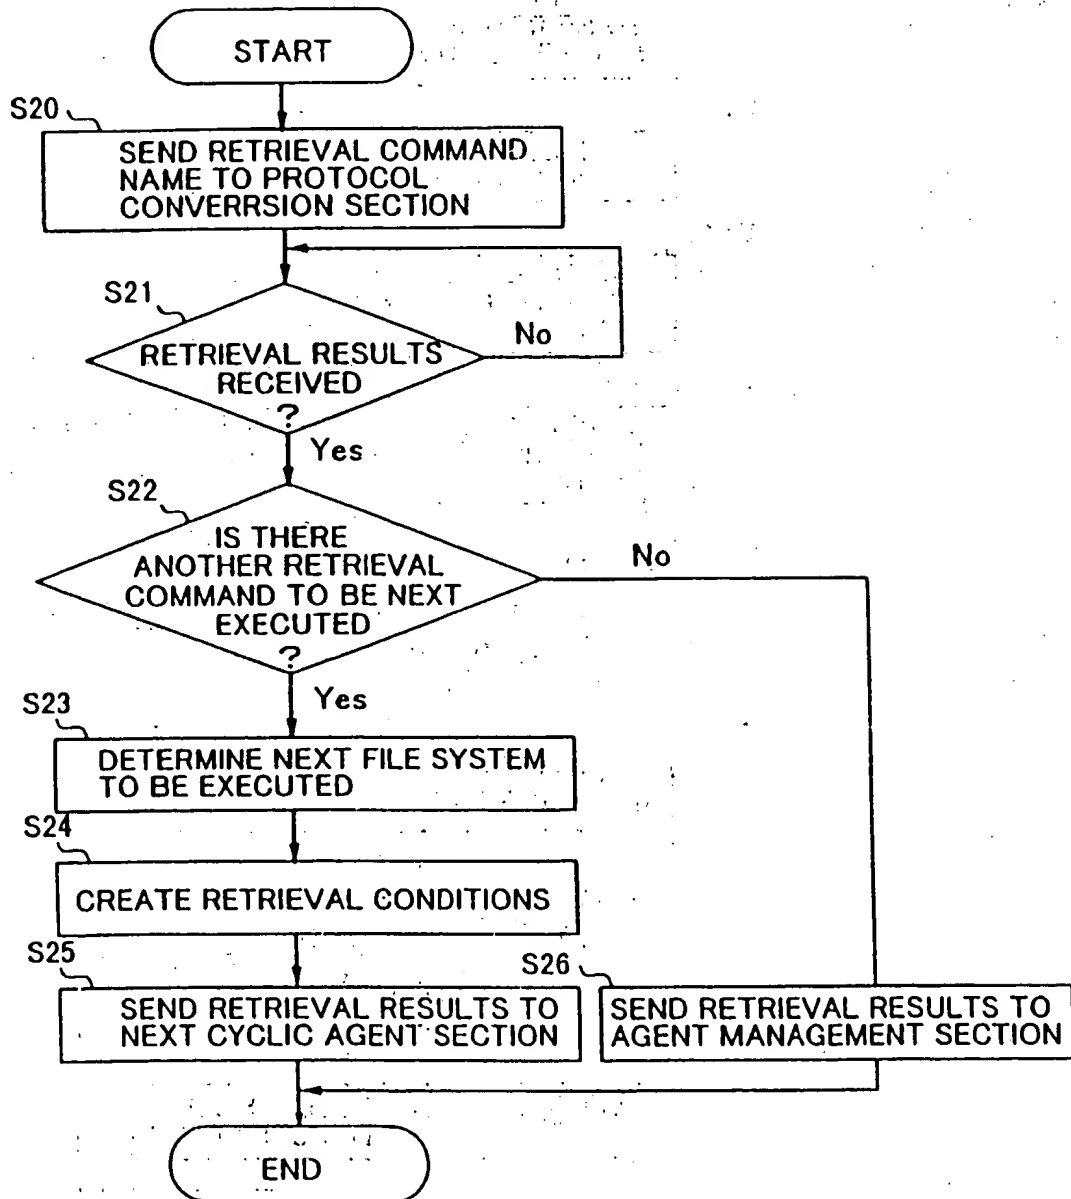 START
S20
SEND RETRIEVAL COMMAND
NAME TO PROTOCOL
CONVERRSION SECTION
S21
RETRIEVAL RESULTS
RECEIVED
?
No
Yes
S22
IS THERE
ANOTHER RETRIEVAL
COMMAND TO BE NEXT
EXECUTED
?
No
Yes
S23
DETERMINE NEXT FILE SYSTEM
TO BE EXECUTED
S24
CREATE RETRIEVAL CONDITIONS
S25
SEND RETRIEVAL RESULTS TO
NEXT CYCLIC AGENT SECTION
S26
SEND RETRIEVAL RESULTS TO
AGENT MANAGEMENT SECTION
END